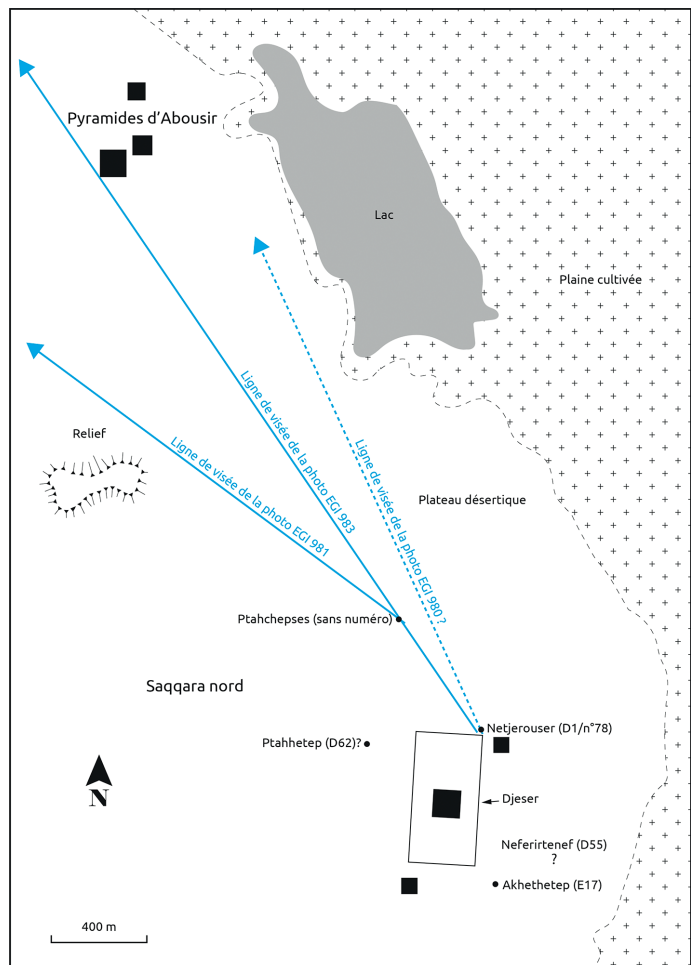 Pyramides d’Abousir
Lac
Plaine cultivée
Relief
Ligne de visée de la photo EGI 983
Ligne de visée de la photo EGI 981
Ligne de visée de la photo EGI 980 ?
Plateau désertique
Ptahchepses (sans numéro)
Saqqara nord
Netjerouser (D1/n°78)
Ptahhetep (D62)?
N
Djeser
Neferirtenef (D55)
?
Akhethetep (E17)
400 m